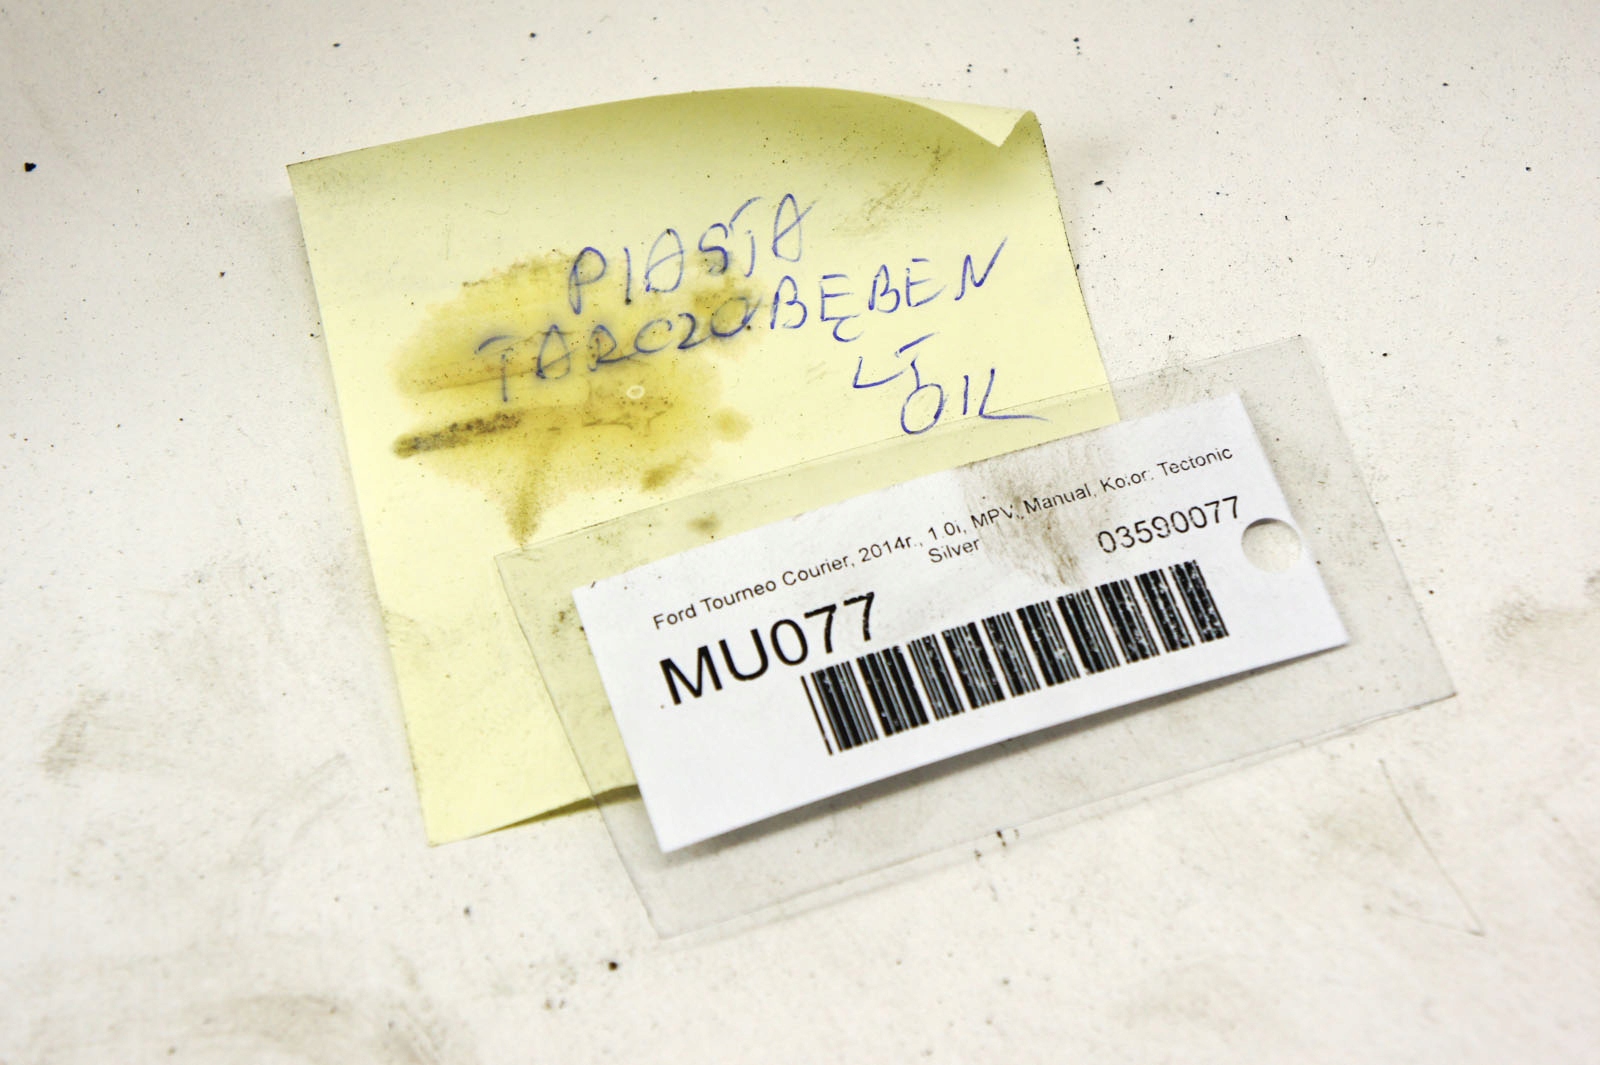 PIASTA
TARCZOBĘBEN
LT
OIL
Ford Tourneo Courier, 2014r., 1.0i, MPV, Manual, Kolor: Tectonic
Silver
03590077
MU077